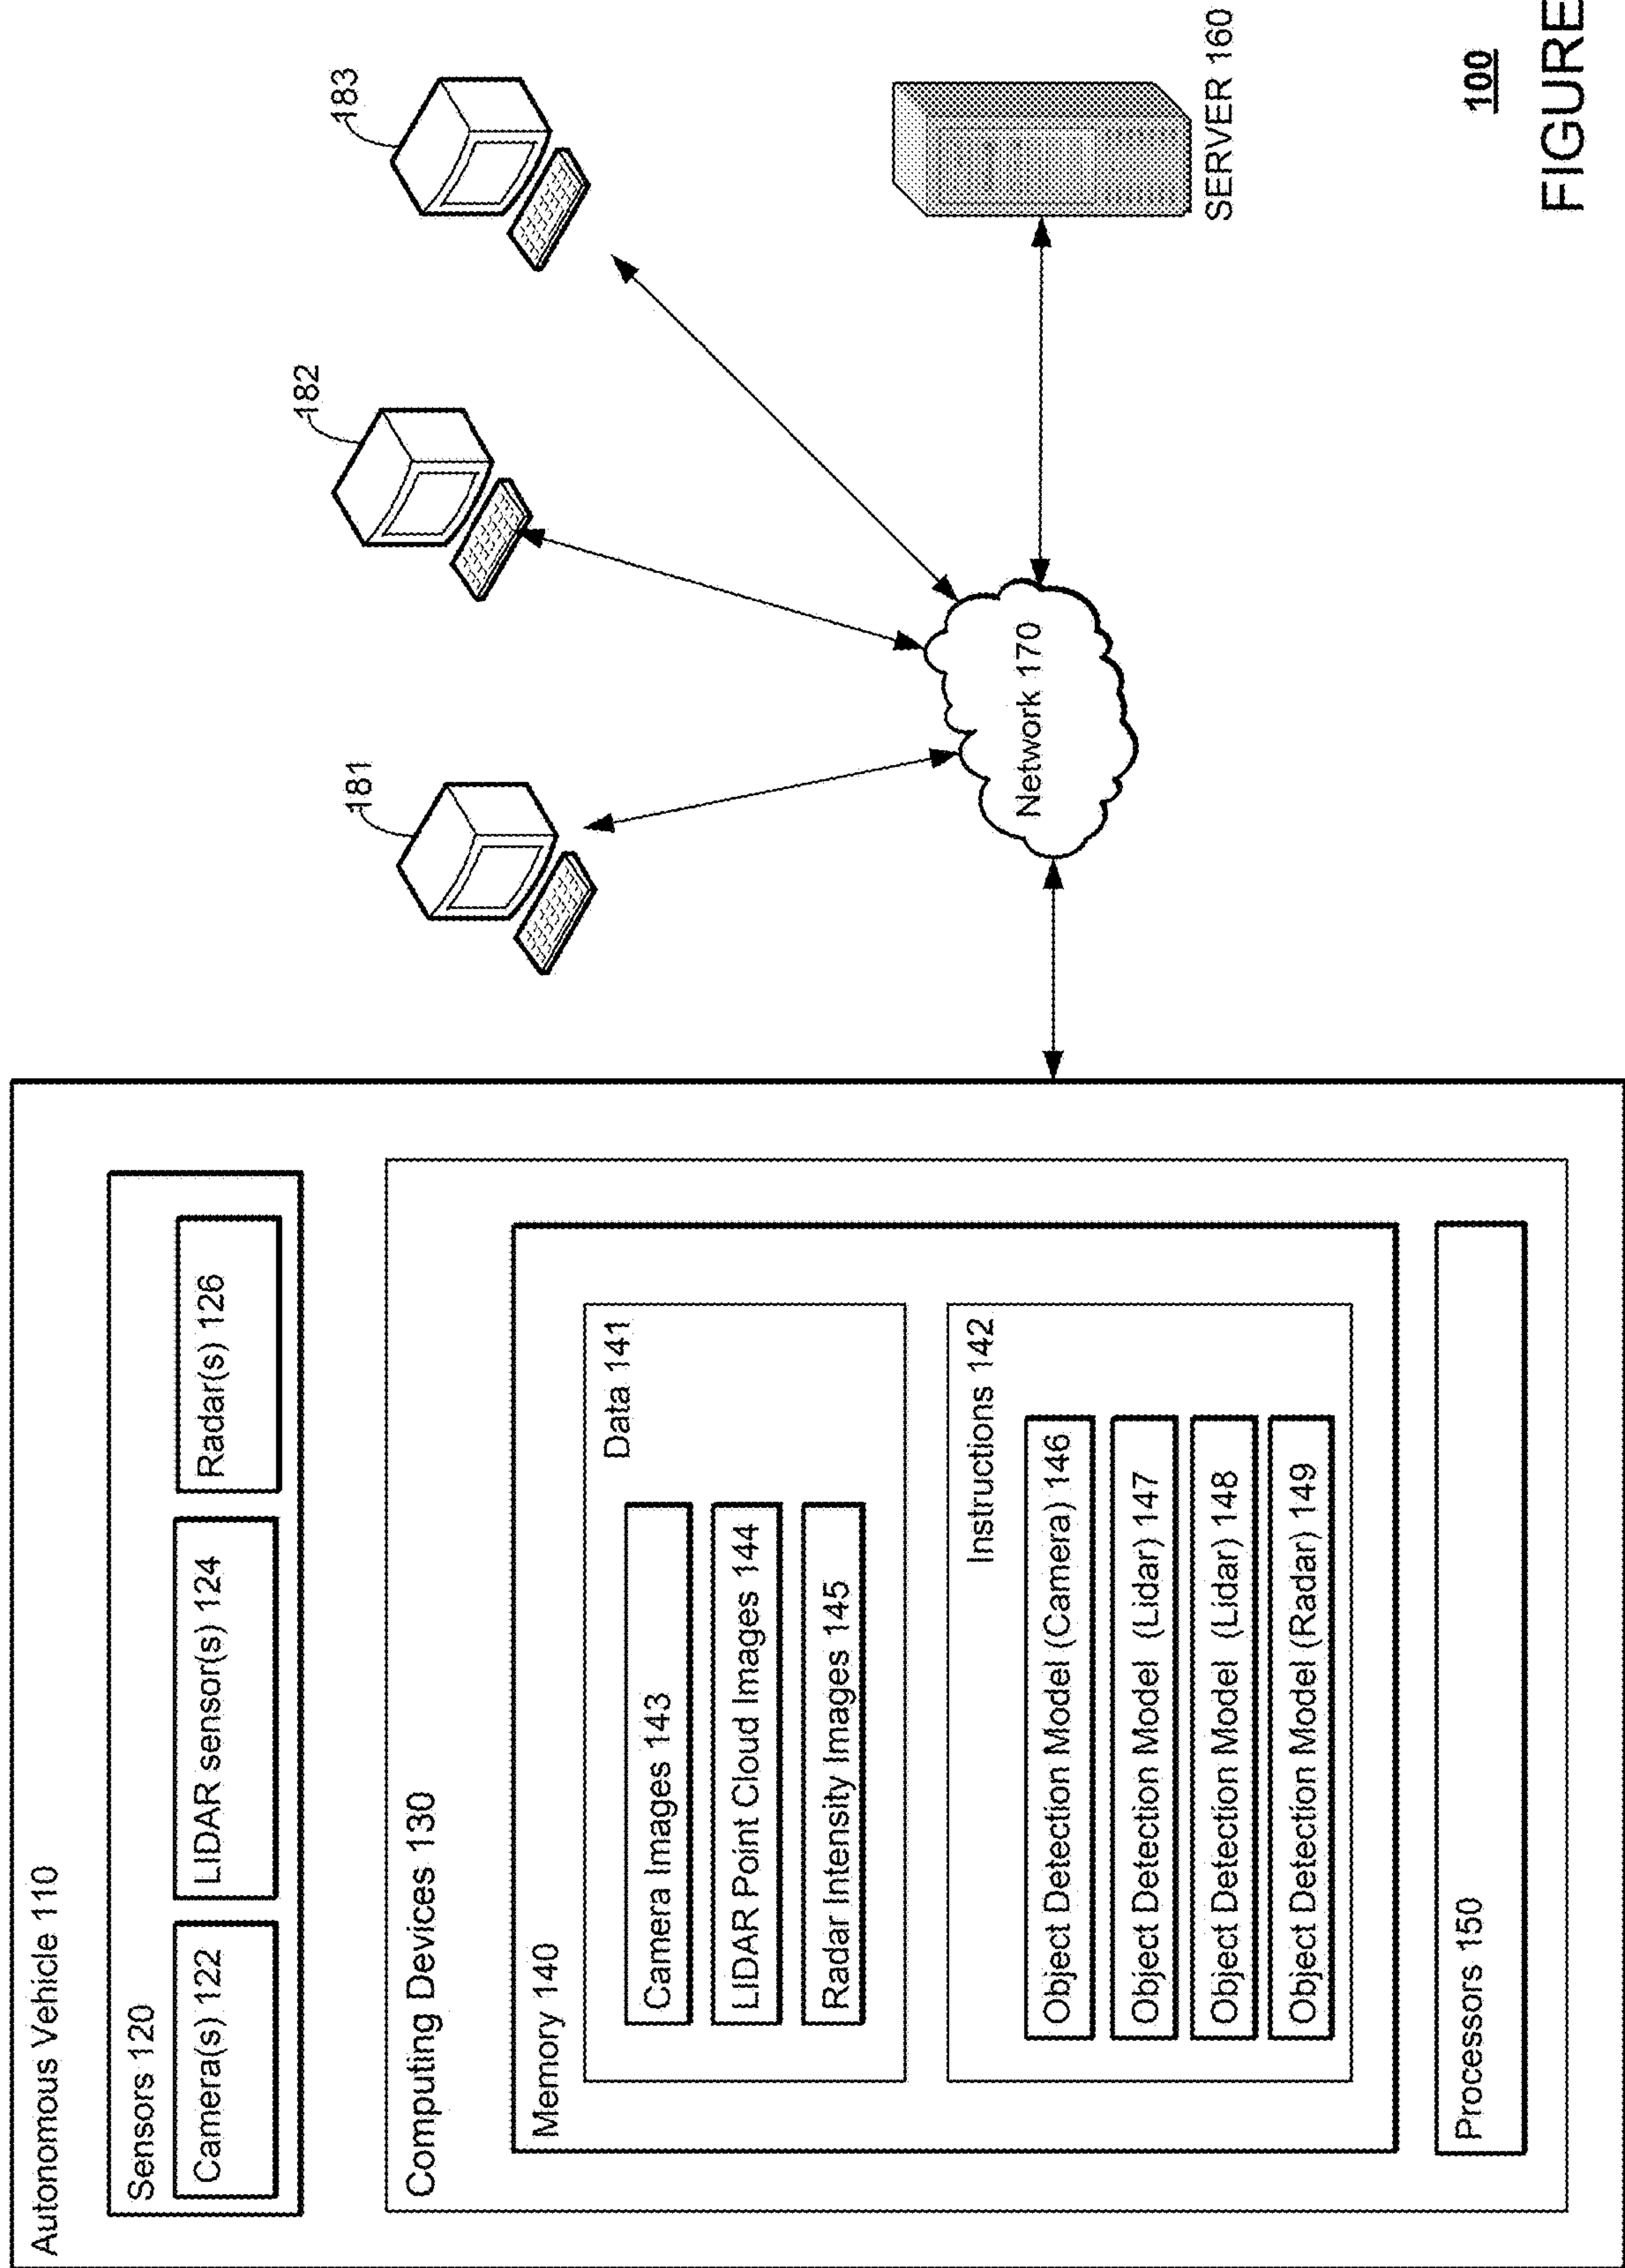 Autonomous Vehicle 110
Sensors 120
Camera(s) 122
LIDAR sensor(s) 124
Radar(s) 126
Computing Devices 130
Memory 140
Data 141
Camera Images 143
LIDAR Point Cloud Images 144
Radar Intensity Images 145
Instructions 142
Object Detection Model (Camera) 146
Object Detection Model (Lidar) 147
Object Detection Model (Lidar) 148
Object Detection Model (Radar) 149
Processors 150
181
182
183
Network 170
SERVER 160
100
FIGURE